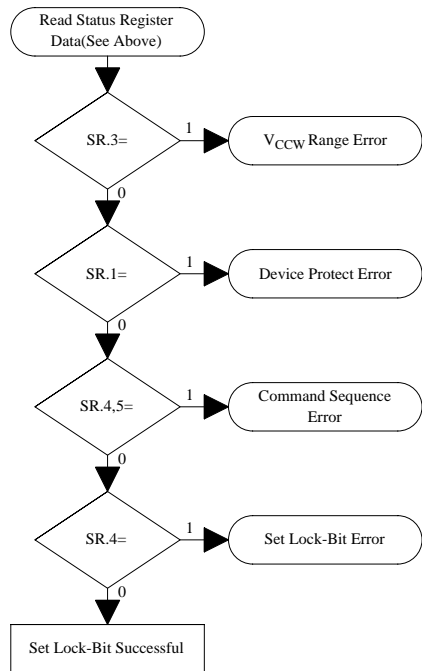 Read Status Register
Data(See Above)
SR.3=
1
V_CCW Range Error
0
SR.1=
1
Device Protect Error
0
SR.4,5=
1
Command Sequence
Error
0
SR.4=
1
Set Lock-Bit Error
0
Set Lock-Bit Successful